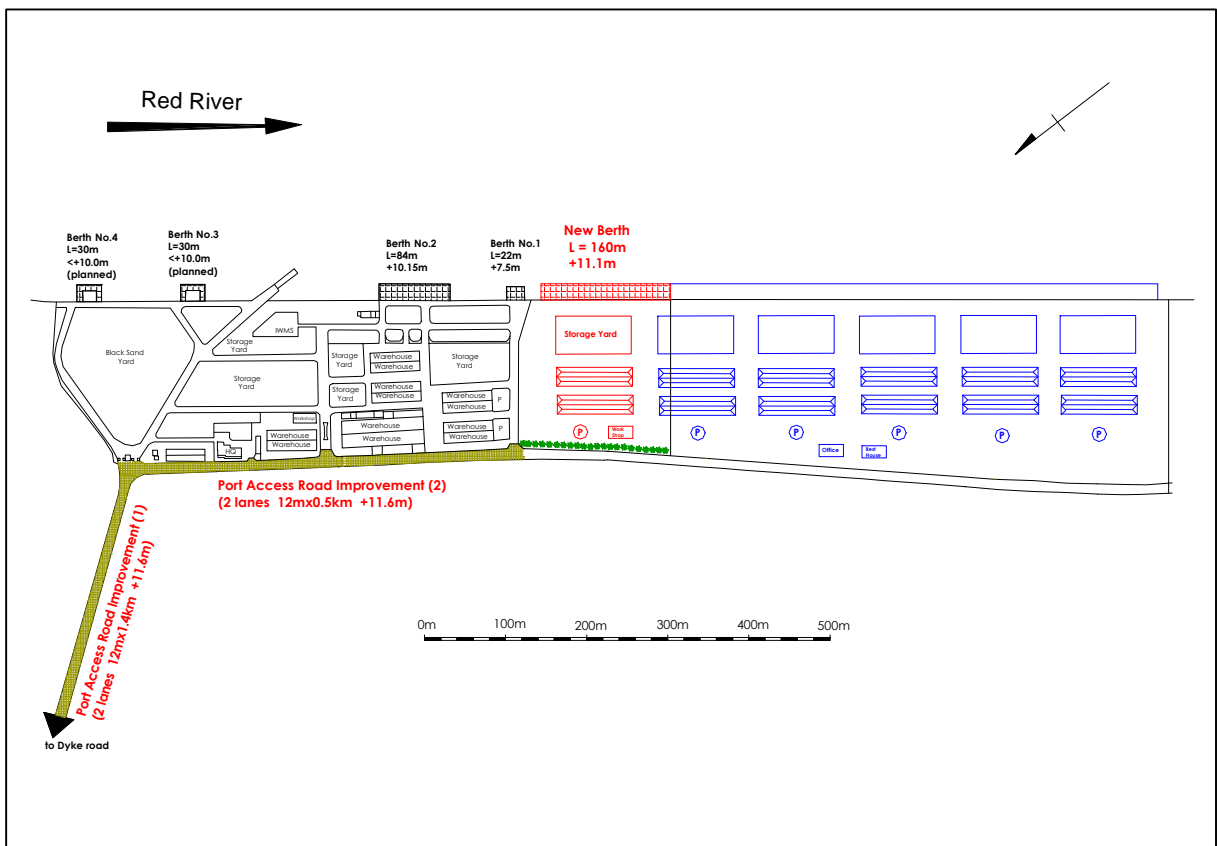 Red River
Berth No.4
L=30m
<+10.0m
(planned)
Berth No.3
L=30m
<+10.0m
(planned)
Berth No.2
L=84m
+10.15m
Berth No.1
L=22m
+7.5m
New Berth
L = 160m
+11.1m
IWMS
Storage
Yard
Black Sand
Yard
Storage
Yard
Storage
Yard
Storage
Yard
Warehouse
Warehouse
Warehouse
Warehouse
Storage
Yard
Warehouse
Warehouse
P
Warehouse
Warehouse
P
Workshop
Warehouse
Warehouse
Warehouse
Warehouse
HQ
Storage Yard
P
Work
Shop
P
P
P
P
P
Office
Rest
House
Port Access Road Improvement (2)
(2 lanes 12mx0.5km +11.6m)
Port Access Road Improvement (1)
(2 lanes 12mx1.4km +11.6m)
to Dyke road
0m
100m
200m
300m
400m
500m